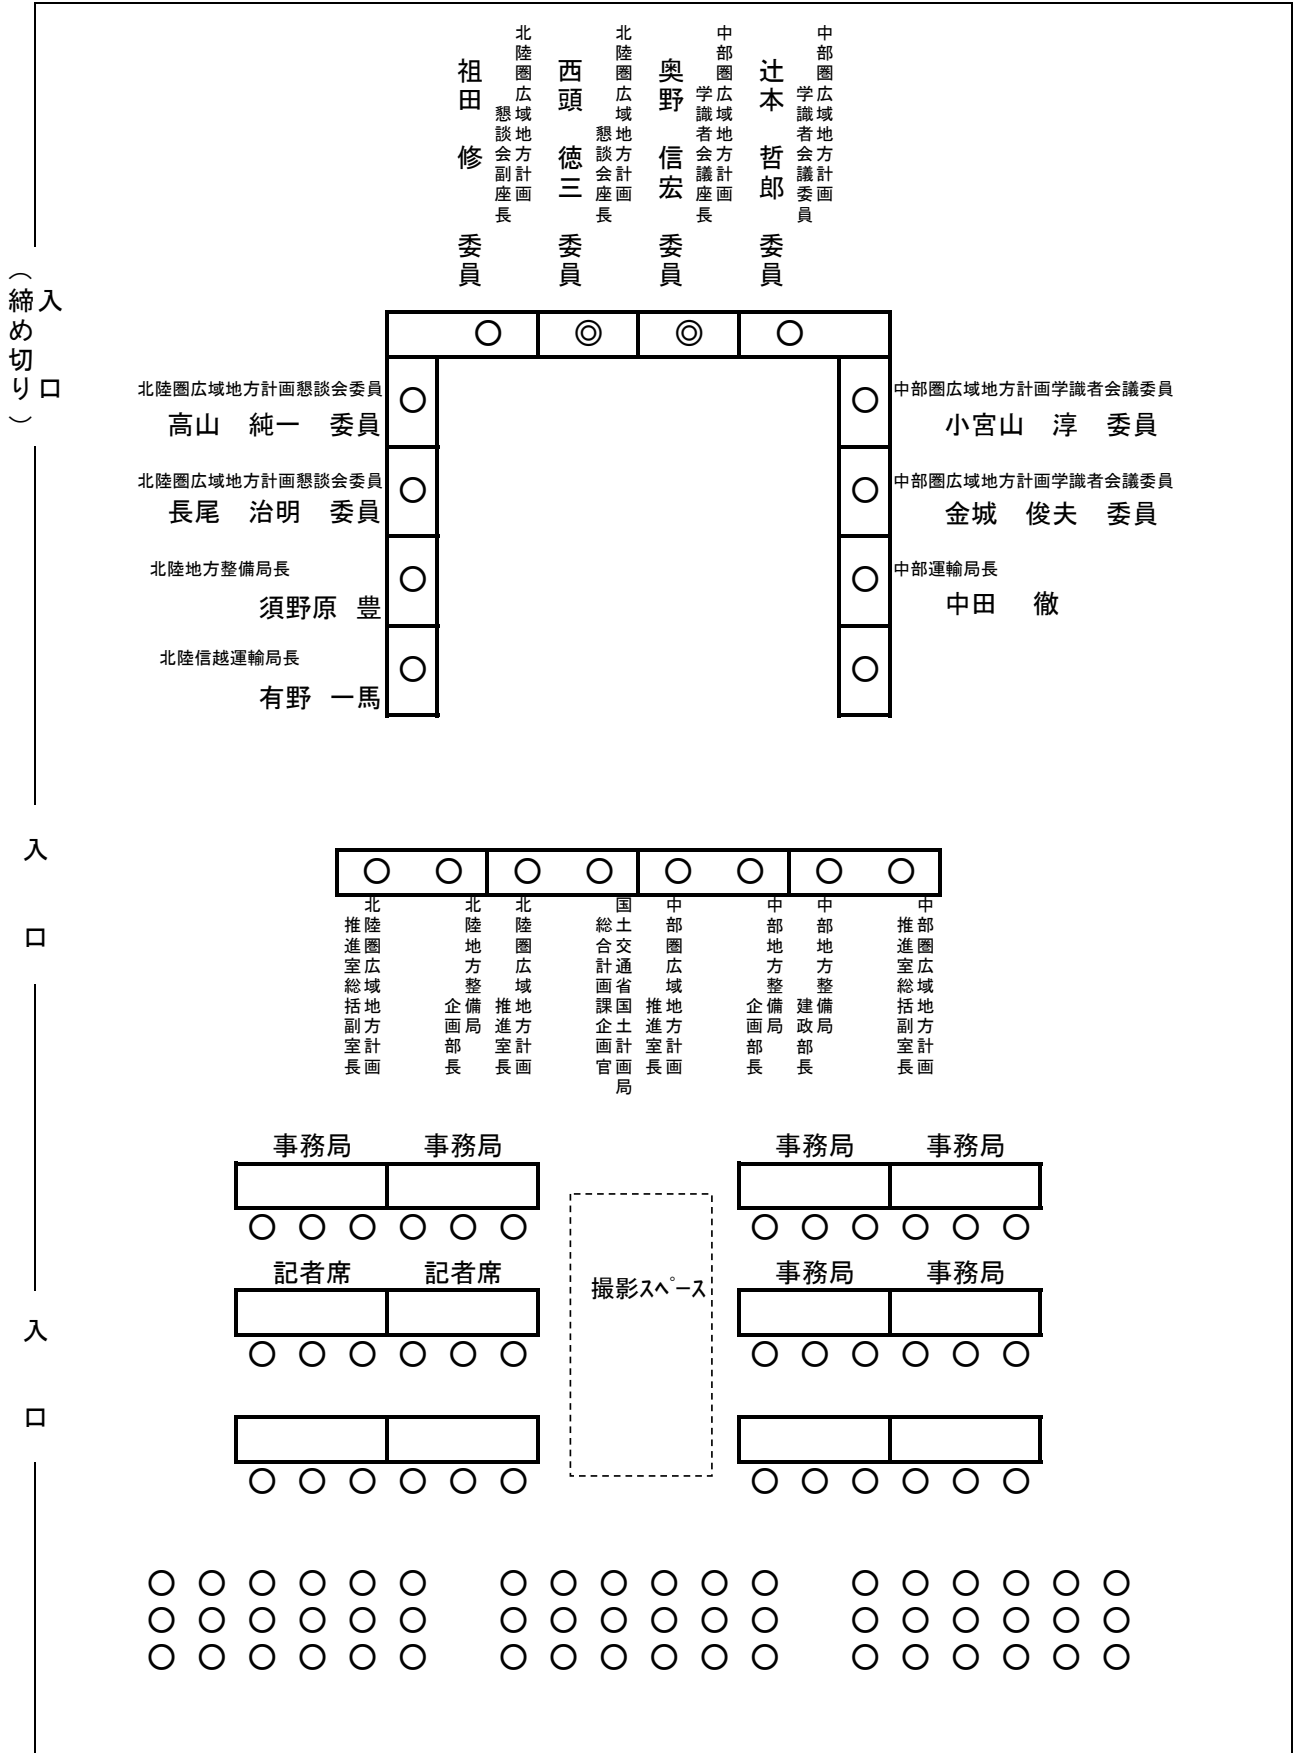 中部圏広域地方計画
学識者会議委員
辻本　哲郎　委員
中部圏広域地方計画
学識者会議座長
奥野　信宏　委員
北陸圏広域地方計画
懇談会座長
西頭　徳三　委員
北陸圏広域地方計画
懇談会副座長
祖田　修　委員
入口
（締め切り）
北陸圏広域地方計画懇談会委員
高山　純一　委員
中部圏広域地方計画学識者会議委員
小宮山　淳　委員
北陸圏広域地方計画懇談会委員
長尾　治明　委員
中部圏広域地方計画学識者会議委員
金城　俊夫　委員
北陸地方整備局長
須野原　豊
中部運輸局長
中田　徹
北陸信越運輸局長
有野　一馬
入口
中部圏広域地方計画
推進室総括副室長
中部地方整備局
建政部長
中部地方整備局
企画部長
中部圏広域地方計画
推進室長
国土交通省国土計画局
総合計画課企画官
北陸圏広域地方計画
推進室長
北陸地方整備局
企画部長
北陸圏広域地方計画
推進室総括副室長
事務局　事務局　事務局　事務局
記者席　記者席　事務局　事務局
撮影ｽﾍﾟｰｽ
入口